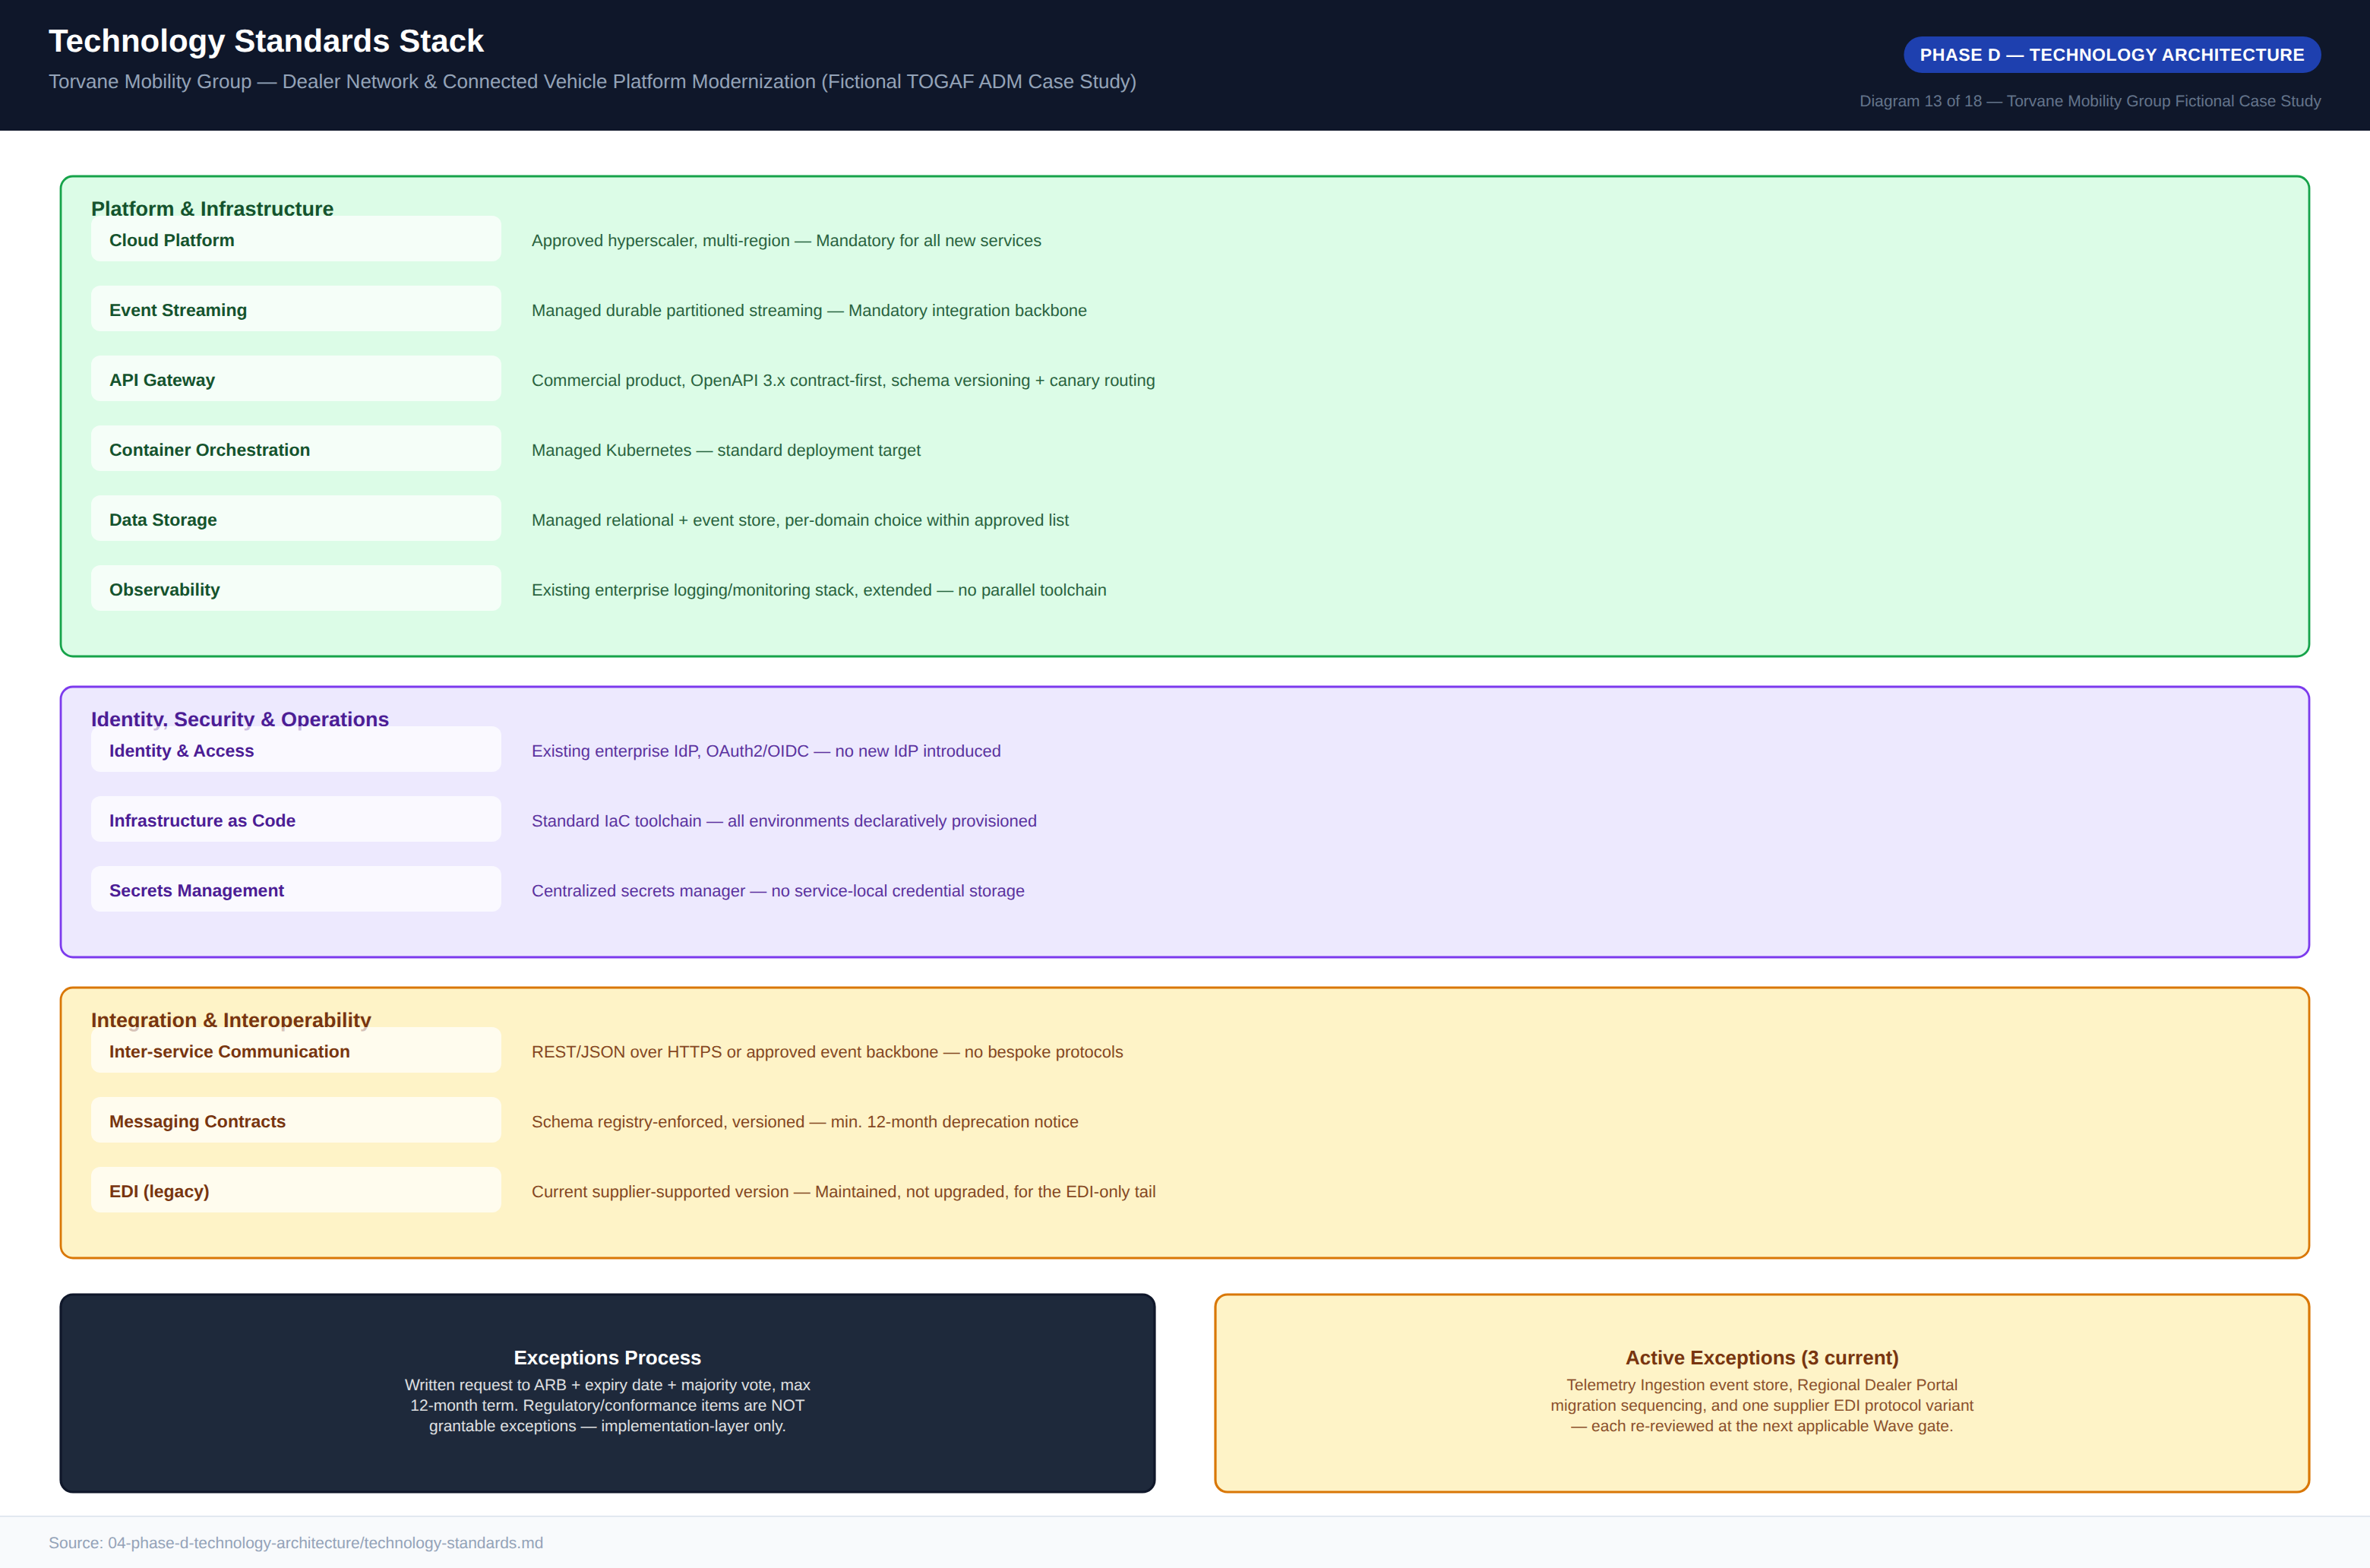 Technology Standards Stack
Torvane Mobility Group — Dealer Network & Connected Vehicle Platform Modernization (Fictional TOGAF ADM Case Study)
PHASE D — TECHNOLOGY ARCHITECTURE
Diagram 13 of 18 — Torvane Mobility Group Fictional Case Study
Platform & Infrastructure
Cloud Platform
Approved hyperscaler, multi-region — Mandatory for all new services
Event Streaming
Managed durable partitioned streaming — Mandatory integration backbone
API Gateway
Commercial product, OpenAPI 3.x contract-first, schema versioning + canary routing
Container Orchestration
Managed Kubernetes — standard deployment target
Data Storage
Managed relational + event store, per-domain choice within approved list
Observability
Existing enterprise logging/monitoring stack, extended — no parallel toolchain
Identity, Security & Operations
Identity & Access
Existing enterprise IdP, OAuth2/OIDC — no new IdP introduced
Infrastructure as Code
Standard IaC toolchain — all environments declaratively provisioned
Secrets Management
Centralized secrets manager — no service-local credential storage
Integration & Interoperability
Inter-service Communication
REST/JSON over HTTPS or approved event backbone — no bespoke protocols
Messaging Contracts
Schema registry-enforced, versioned — min. 12-month deprecation notice
EDI (legacy)
Current supplier-supported version — Maintained, not upgraded, for the EDI-only tail
Exceptions Process
Written request to ARB + expiry date + majority vote, max
12-month term. Regulatory/conformance items are NOT
grantable exceptions — implementation-layer only.
Active Exceptions (3 current)
Telemetry Ingestion event store, Regional Dealer Portal
migration sequencing, and one supplier EDI protocol variant
— each re-reviewed at the next applicable Wave gate.
Source: 04-phase-d-technology-architecture/technology-standards.md